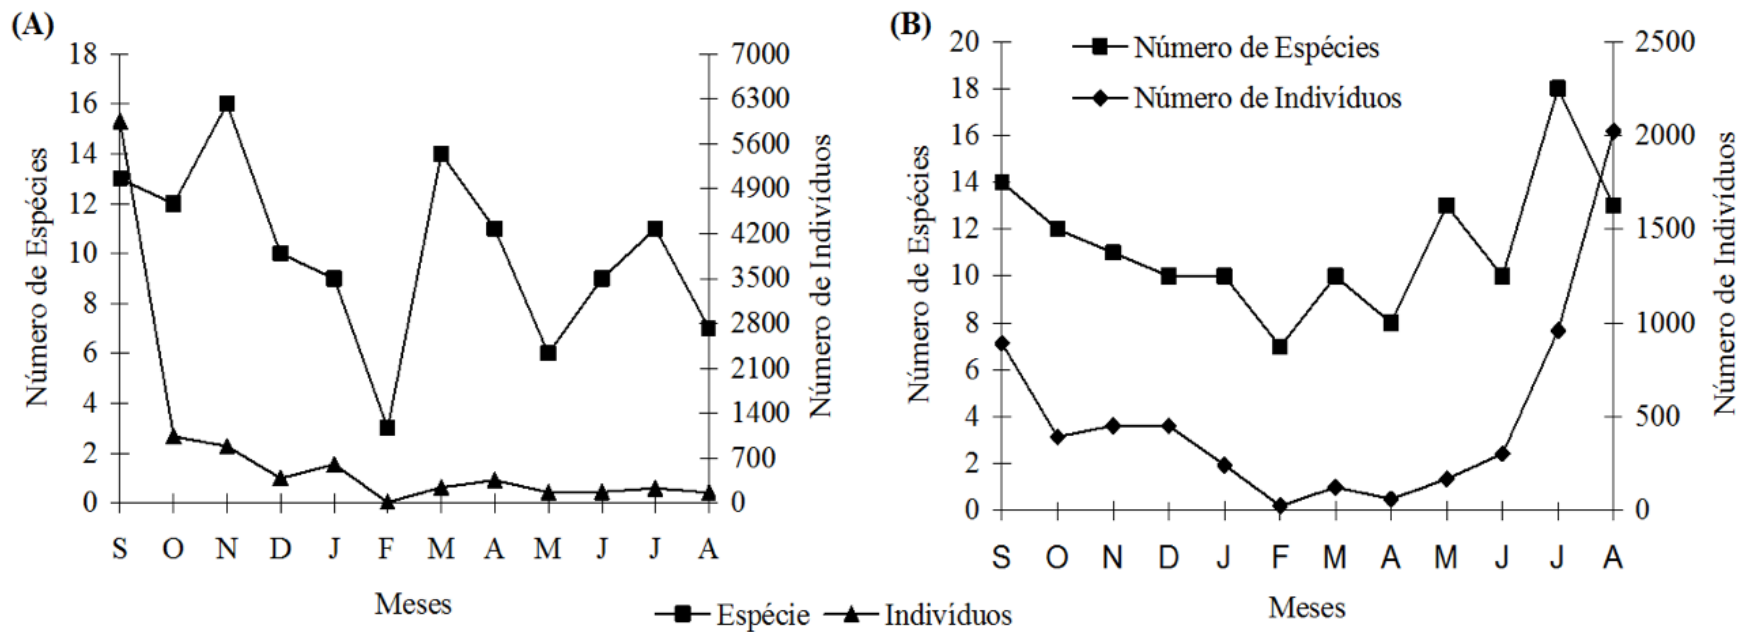 (A)
Número de Espécies
18
16
14
12
10
8
6
4
2
0
7000
6300
5600
4900
4200
3500
2800
2100
1400
700
0
Número de Indivíduos
S O N D J F M A M J J A
Meses
Espécie Indivíduos
(B)
Número de Espécies
20
18
16
14
12
10
8
6
4
2
0
Número de Espécies
Número de Indivíduos
2500
2000
1500
1000
500
0
Número de Indivíduos
S O N D J F M A M J J A
Meses